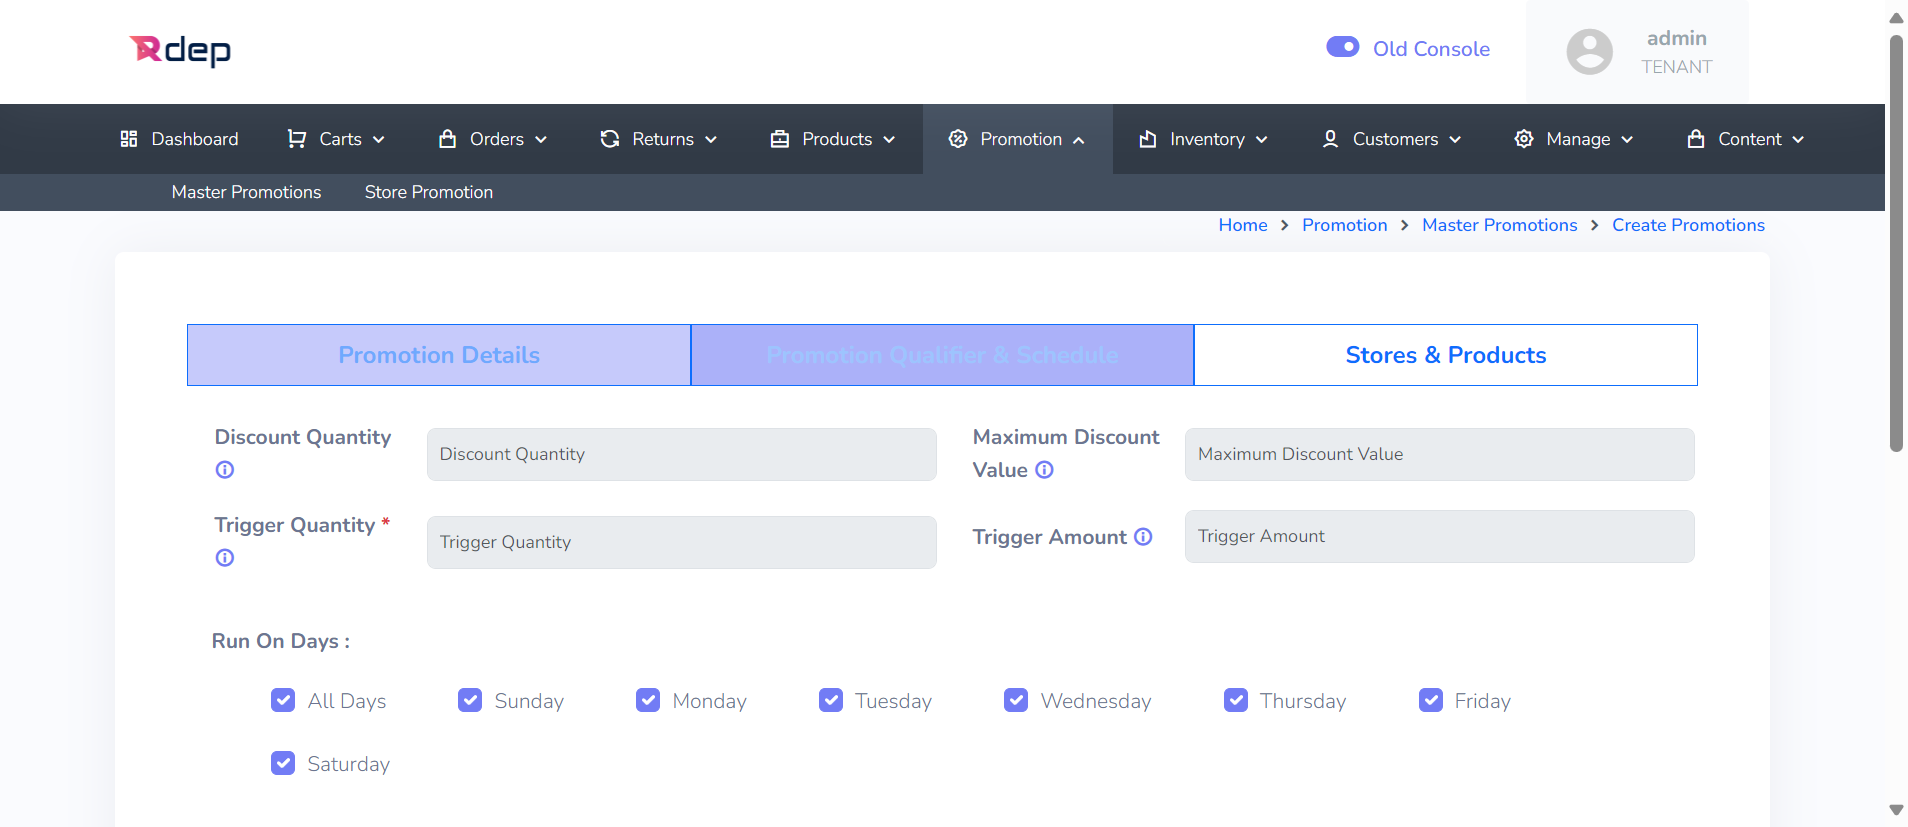 Rdep
Old Console
admin
TENANT
Dashboard Carts Orders Returns Products Promotion Inventory Customers Manage Content
Master Promotions Store Promotion
Home > Promotion > Master Promotions > Create Promotions
Promotion Details Promotion Qualifier & Schedule Stores & Products
Discount Quantity
Discount Quantity
Maximum Discount
Value
Maximum Discount Value
Trigger Quantity *
Trigger Quantity
Trigger Amount
Trigger Amount
Run On Days :
All Days Sunday Monday Tuesday Wednesday Thursday Friday
Saturday